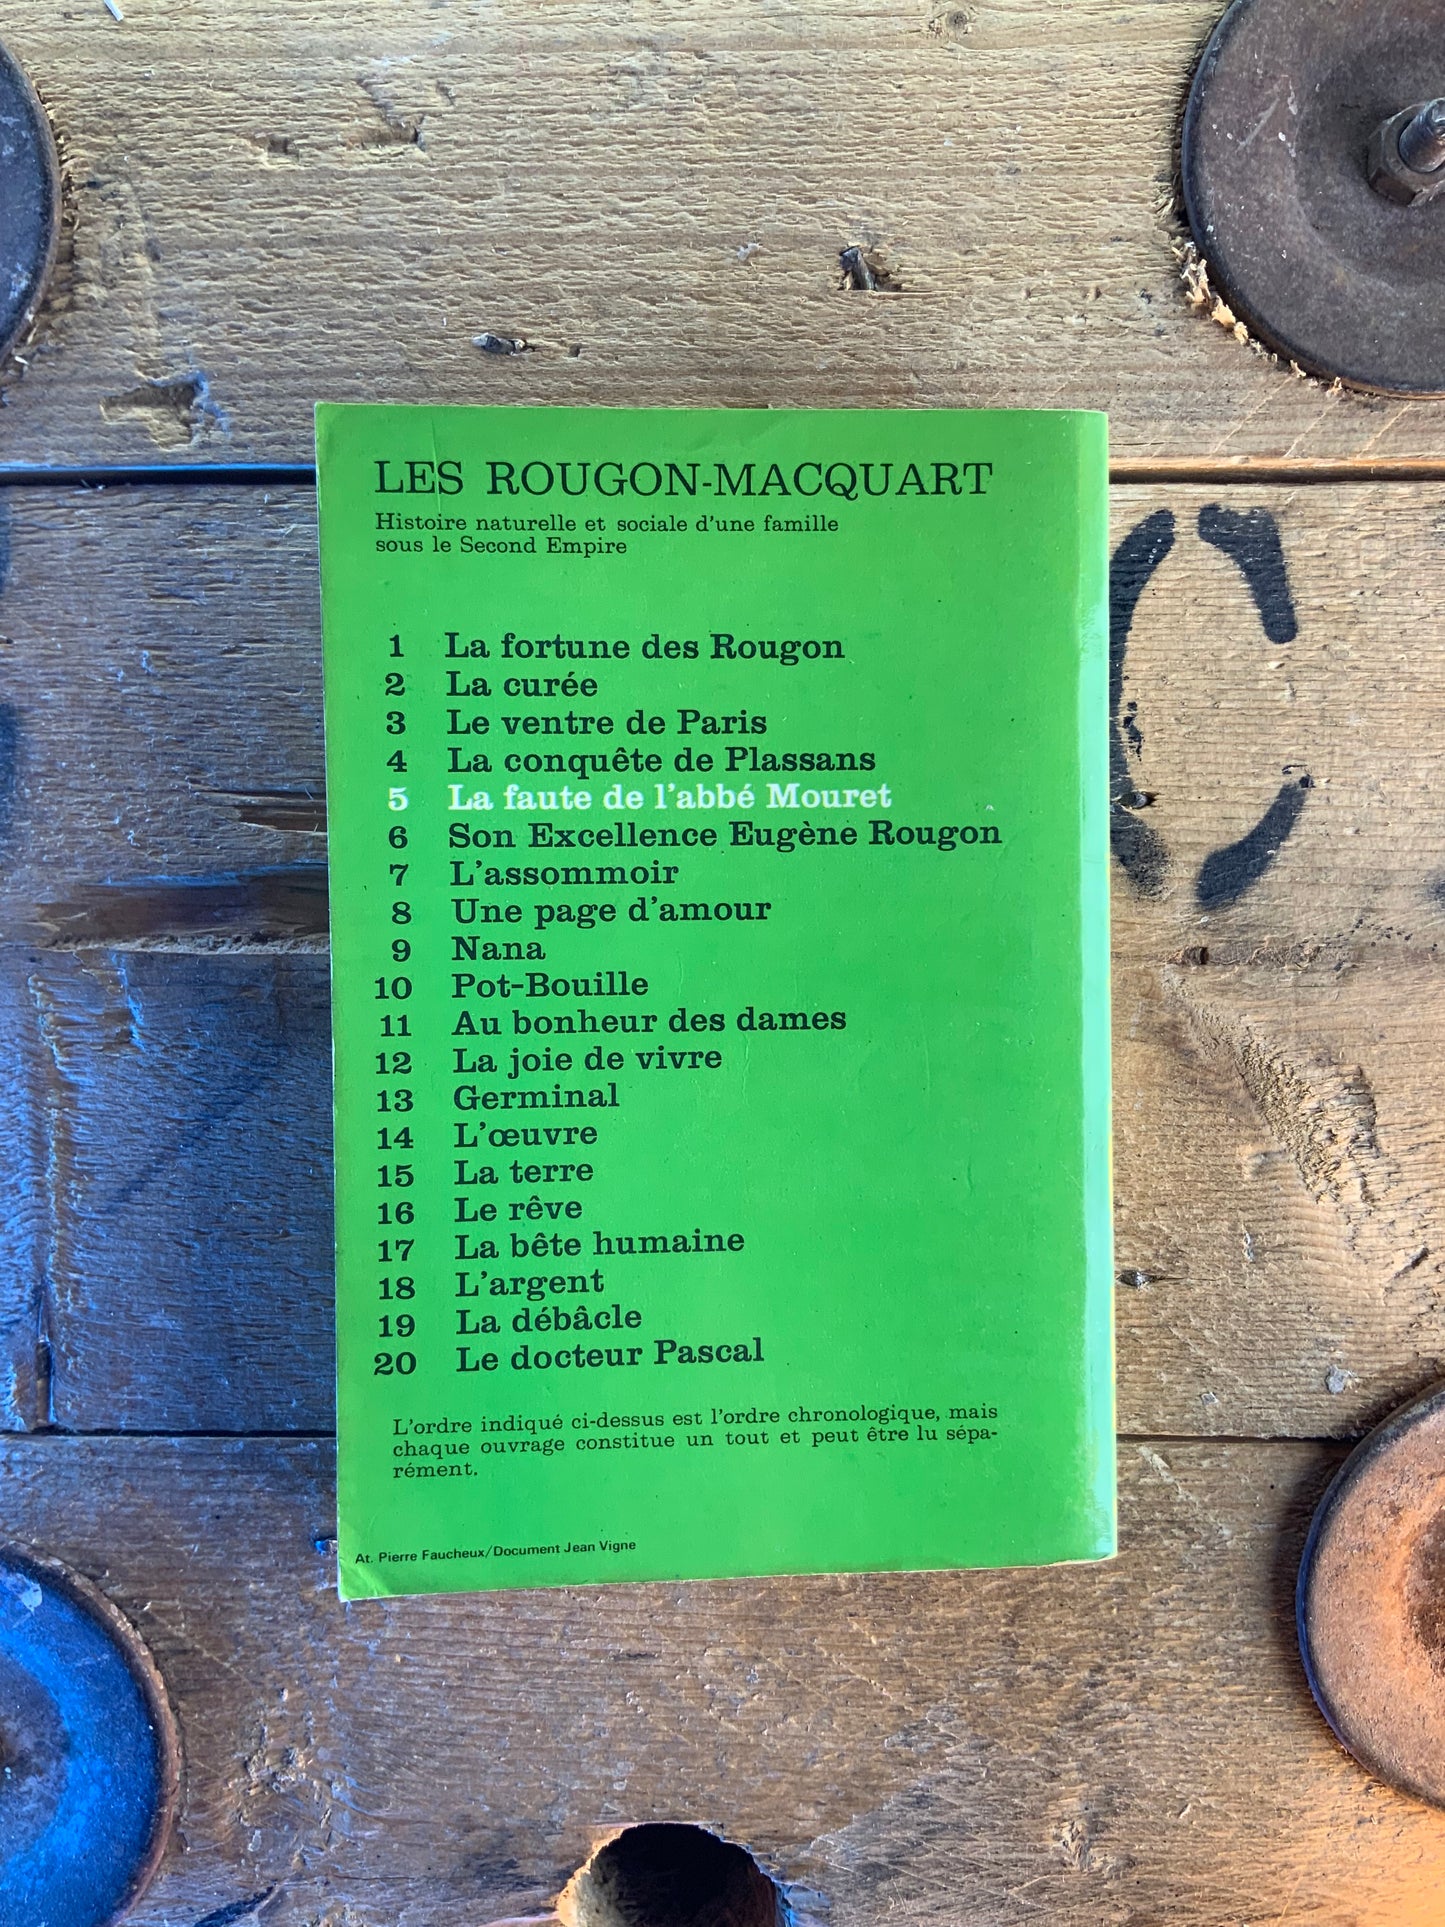 LES ROUGON-MACQUART
Histoire naturelle et sociale d'une famille
sous le Second Empire
1 La fortune des Rougon
2 La curée
3 Le ventre de Paris
4 La conquête de Plassans
5 La faute de l'abbé Mouret
6 Son Excellence Eugène Rougon
7 L'assommoir
8 Une page d'amour
9 Nana
10 Pot-Bouille
11 Au bonheur des dames
12 La joie de vivre
13 Germinal
14 L'œuvre
15 La terre
16 Le rêve
17 La bête humaine
18 L'argent
19 La débâcle
20 Le docteur Pascal
L'ordre indiqué ci-dessus est l'ordre chronologique, mais
chaque ouvrage constitue un tout et peut être lu sépa-
rément.
At. Pierre Faucheux/Document Jean Vigne